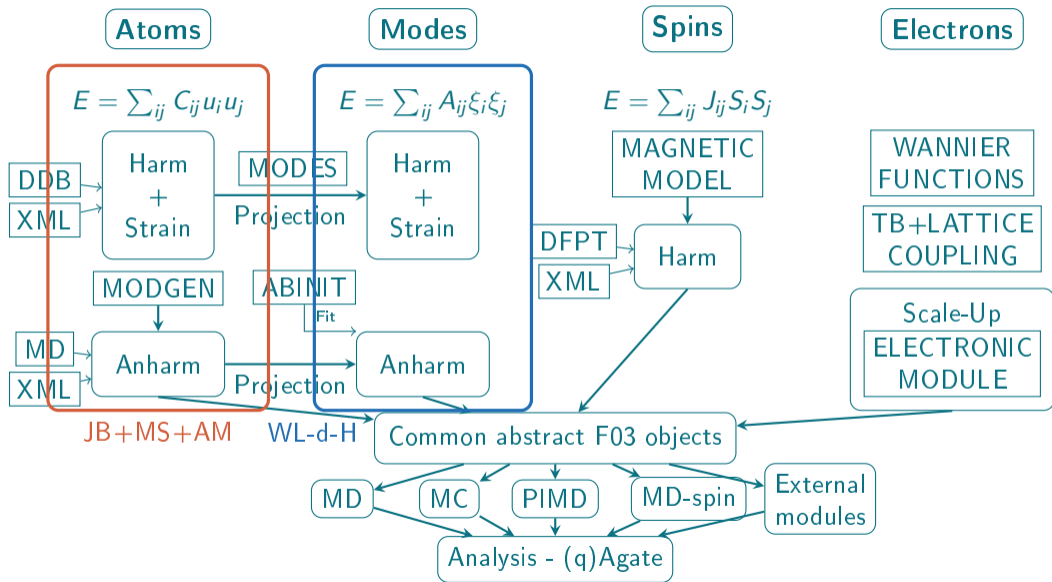 Atoms
Modes
Spins
Electrons
E = ∑ij Cij ui uj
E = ∑ij Aij ξi ξj
E = ∑ij Jij Si Sj
DDB
XML
Harm
+
Strain
MODES
Projection
Harm
+
Strain
MAGNETIC
MODEL
WANNIER
FUNCTIONS
DFPT
XML
Harm
TB+LATTICE
COUPLING
MODGEN
ABINIT
Fit
MD
XML
Anharm
Projection
Anharm
Scale-Up
ELECTRONIC
MODULE
JB+MS+AM
WL-d-H
Common abstract F03 objects
MD
MC
PIMD
MD-spin
External
modules
Analysis - (q)Agate